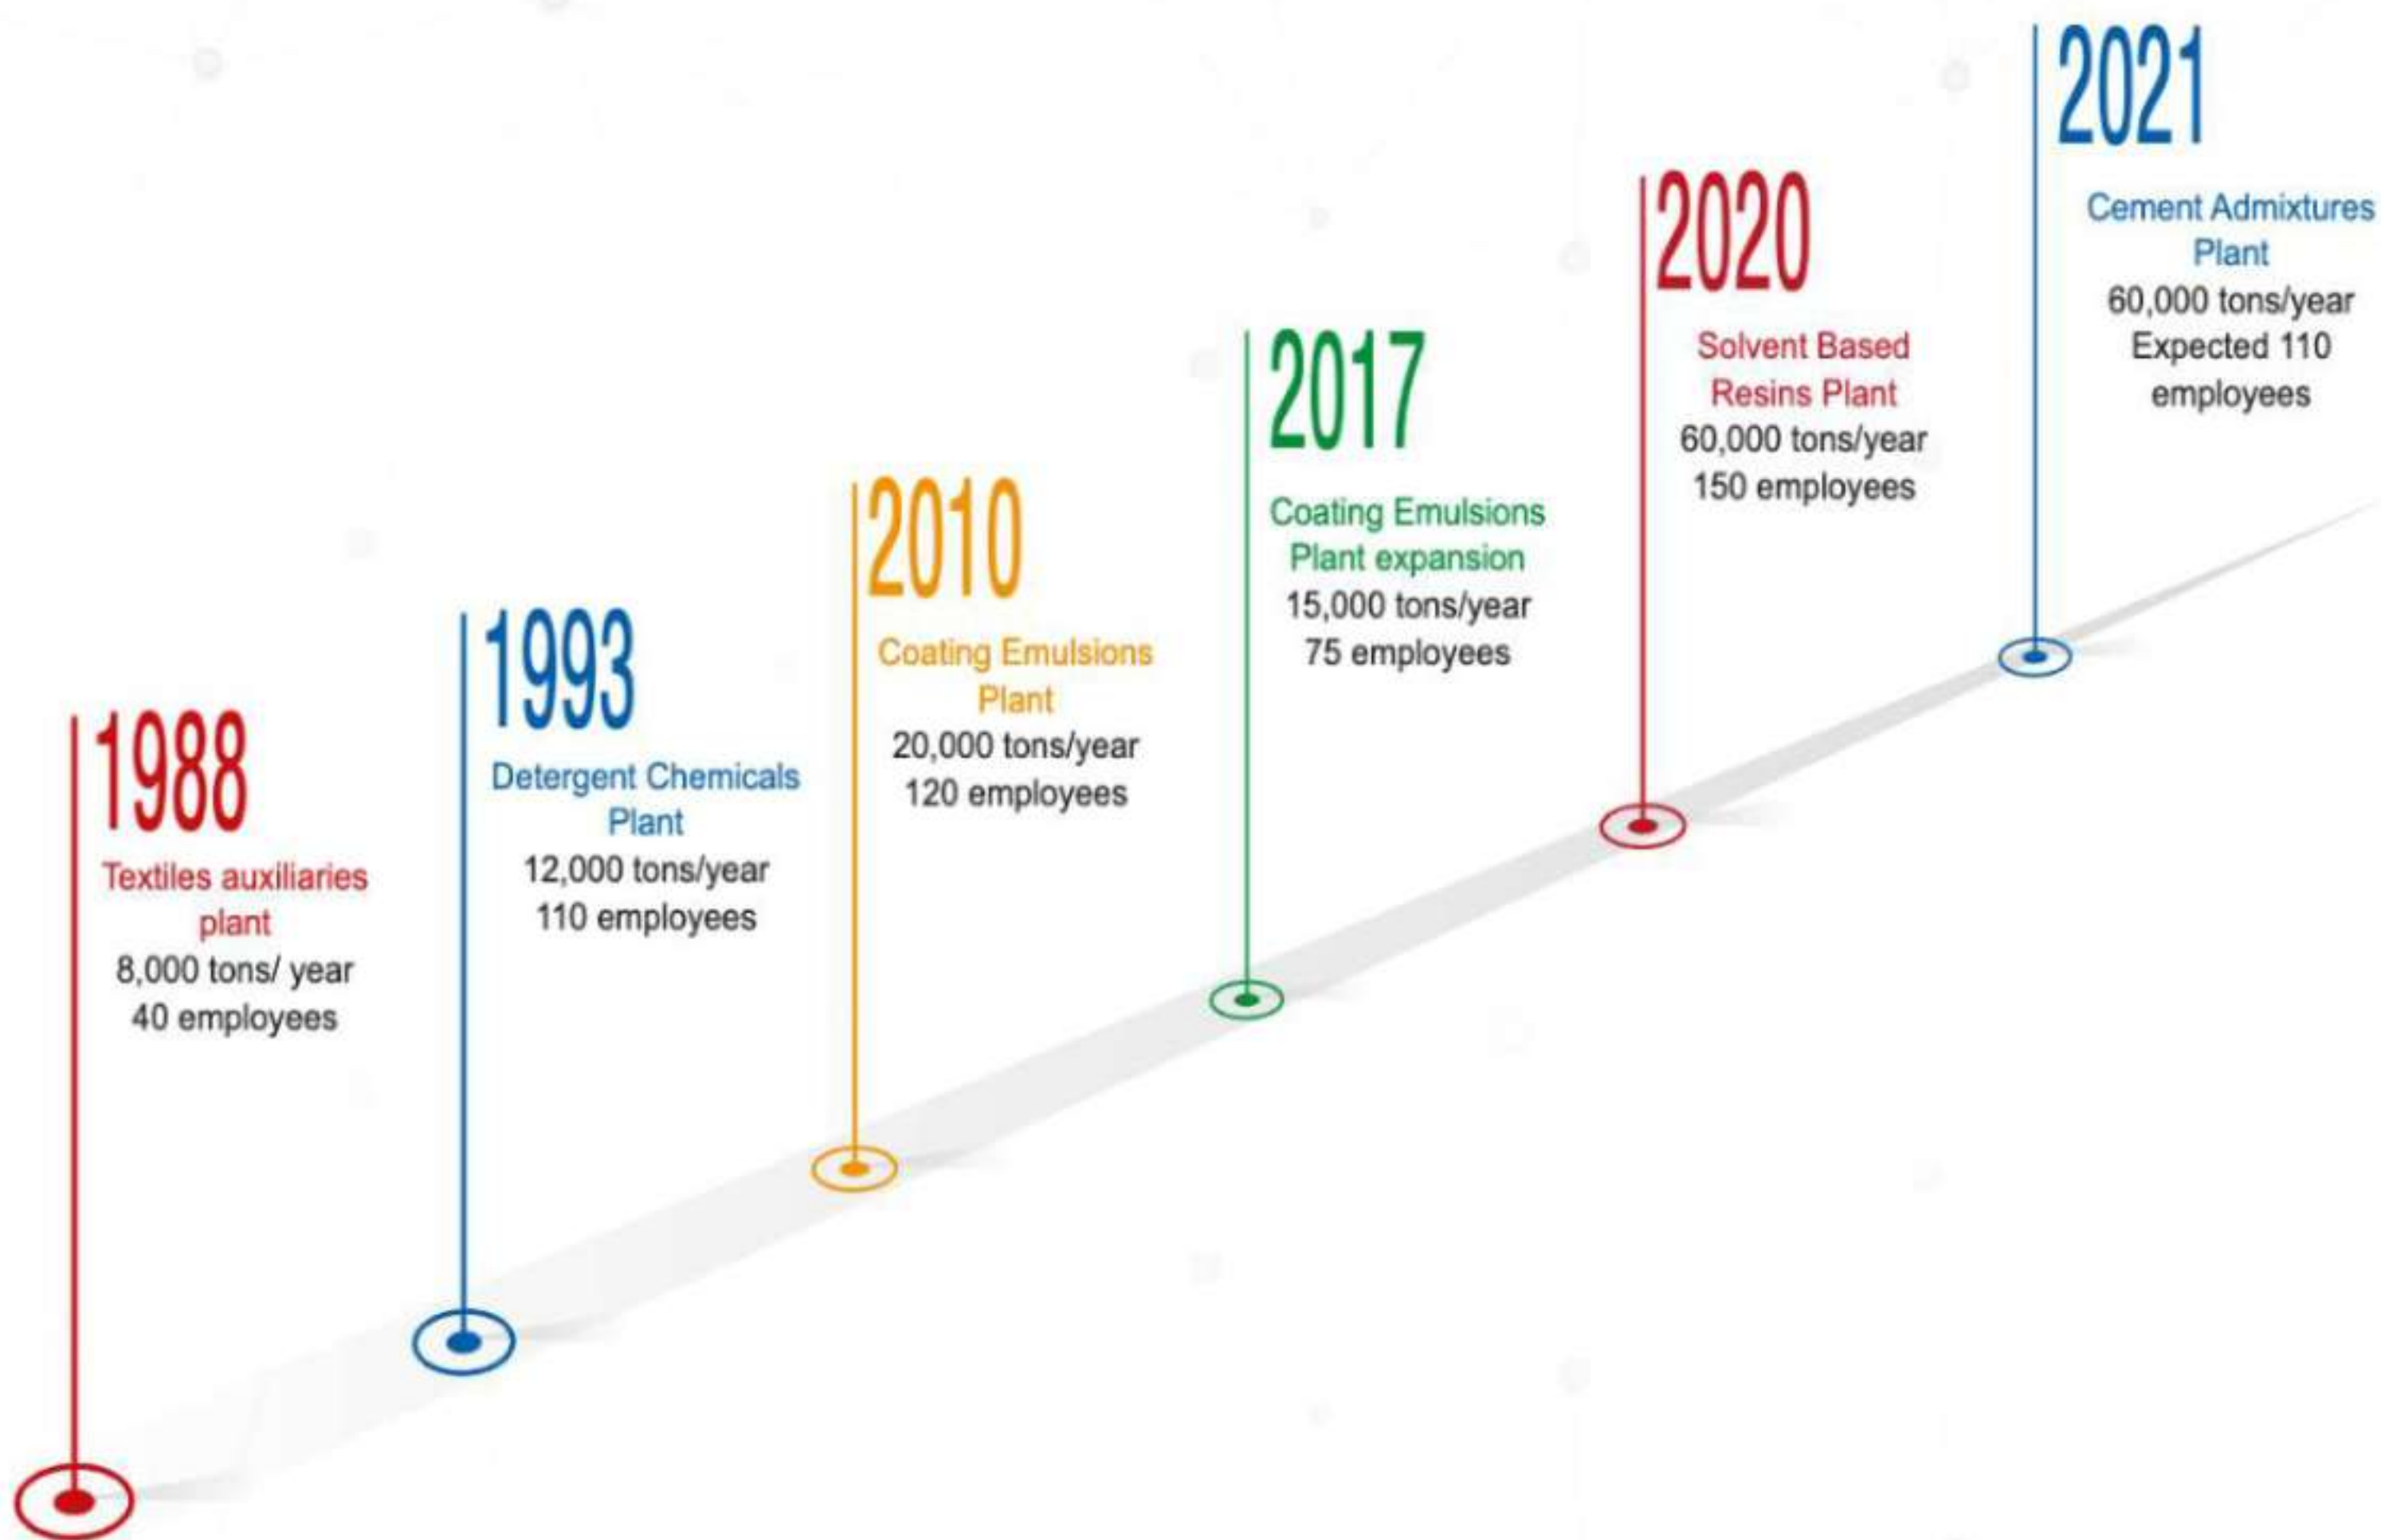 1988
Textiles auxiliaries
plant
8,000 tons/ year
40 employees
1993
Detergent Chemicals
Plant
12,000 tons/year
110 employees
2010
Coating Emulsions
Plant
20,000 tons/year
120 employees
2017
Coating Emulsions
Plant expansion
15,000 tons/year
75 employees
2020
Solvent Based
Resins Plant
60,000 tons/year
150 employees
2021
Cement Admixtures
Plant
60,000 tons/year
Expected 110
employees